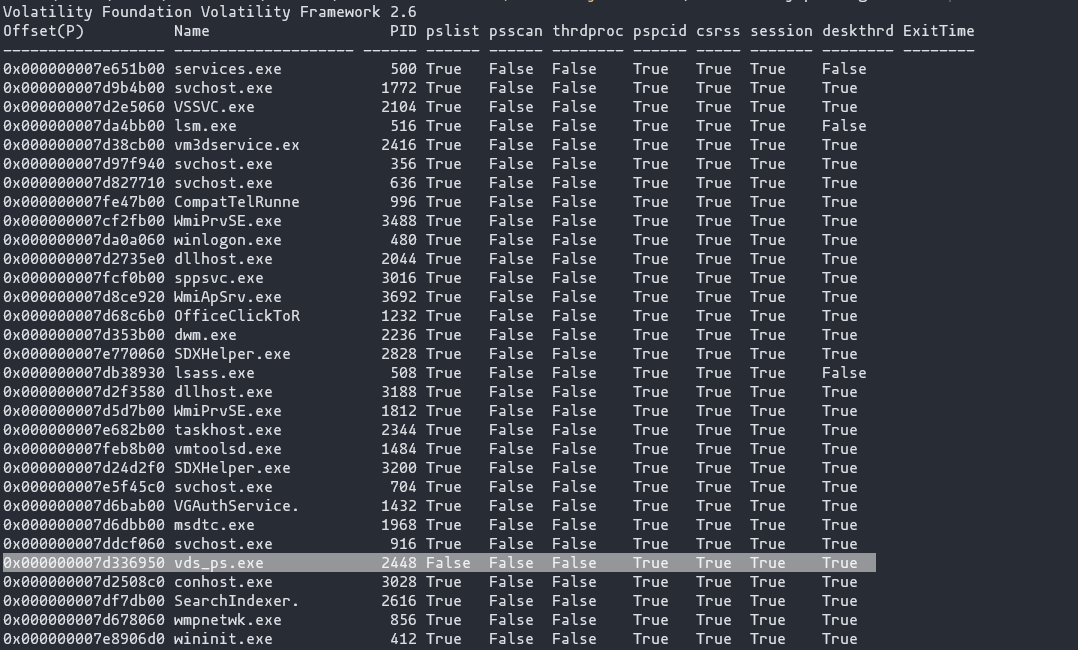 Volatility Foundation Volatility Framework 2.6
Offset(P)          Name                    PID pslist psscan thrdproc pspcid csrss session deskthrd ExitTime
------------------ -------------------- ------ ------ ------ -------- ------ ----- ------- -------- --------
0x000000007e651b00 services.exe            500 True   False  False    True   True  True    False
0x000000007d9b4b00 svchost.exe            1772 True   False  False    True   True  True    True
0x000000007d2e5060 VSSVC.exe              2104 True   False  False    True   True  True    True
0x000000007da4bb00 lsm.exe                 516 True   False  False    True   True  True    False
0x000000007d38cb00 vm3dservice.ex         2416 True   False  False    True   True  True    True
0x000000007d97f940 svchost.exe             356 True   False  False    True   True  True    True
0x000000007d827710 svchost.exe             636 True   False  False    True   True  True    True
0x000000007fe47b00 CompatTelRunne          996 True   False  False    True   True  True    True
0x000000007cf2fb00 WmiPrvSE.exe           3488 True   False  False    True   True  True    True
0x000000007da0a060 winlogon.exe            480 True   False  False    True   True  True    True
0x000000007d2735e0 dllhost.exe            2044 True   False  False    True   True  True    True
0x000000007fcf0b00 sppsvc.exe             3016 True   False  False    True   True  True    True
0x000000007d8ce920 WmiApSrv.exe           3692 True   False  False    True   True  True    True
0x000000007d68c6b0 OfficeClickToR         1232 True   False  False    True   True  True    True
0x000000007d353b00 dwm.exe                2236 True   False  False    True   True  True    True
0x000000007e770060 SDXHelper.exe          2828 True   False  False    True   True  True    True
0x000000007db38930 lsass.exe               508 True   False  False    True   True  True    False
0x000000007d2f3580 dllhost.exe            3188 True   False  False    True   True  True    True
0x000000007d5d7b00 WmiPrvSE.exe           1812 True   False  False    True   True  True    True
0x000000007e682b00 taskhost.exe           2344 True   False  False    True   True  True    True
0x000000007feb8b00 vmtoolsd.exe           1484 True   False  False    True   True  True    True
0x000000007d24d2f0 SDXHelper.exe          3200 True   False  False    True   True  True    True
0x000000007e5f45c0 svchost.exe             704 True   False  False    True   True  True    True
0x000000007d6bab00 VGAuthService.         1432 True   False  False    True   True  True    True
0x000000007d6dbb00 msdtc.exe              1968 True   False  False    True   True  True    True
0x000000007ddcf060 svchost.exe             916 True   False  False    True   True  True    True
0x000000007d336950 vds_ps.exe             2448 False  False  False    True   True  True    True
0x000000007d2508c0 conhost.exe            3028 True   False  False    True   True  True    True
0x000000007df7db00 SearchIndexer.         2616 True   False  False    True   True  True    True
0x000000007d678060 wmpnetwk.exe            856 True   False  False    True   True  True    True
0x000000007e8906d0 wininit.exe             412 True   False  False    True   True  True    True